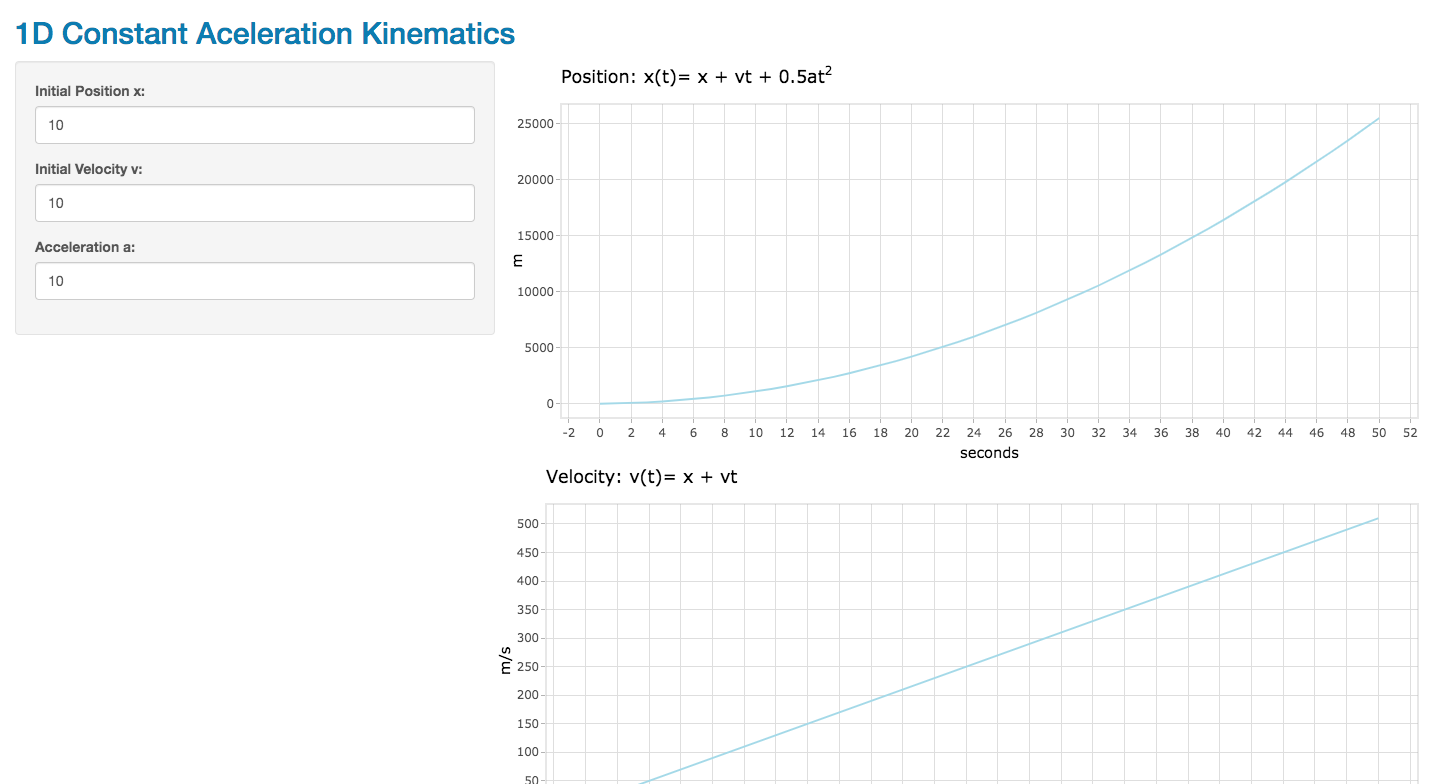 1D Constant Aceleration Kinematics
Initial Position x:
10
Initial Velocity v:
10
Acceleration a:
10
Position: x(t)= x + vt + 0.5at²
25000
20000
15000
10000
5000
0
m
-2 0 2 4 6 8 10 12 14 16 18 20 22 24 26 28 30 32 34 36 38 40 42 44 46 48 50 52
seconds
Velocity: v(t)= x + vt
500
450
400
350
300
250
200
150
100
50
m/s